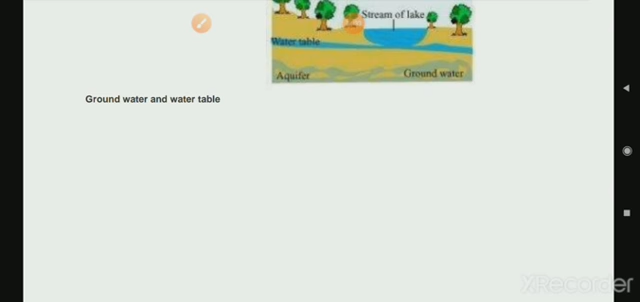 Stream of lake
Water table
Aquifer
Ground water
Ground water and water table
XRecorder